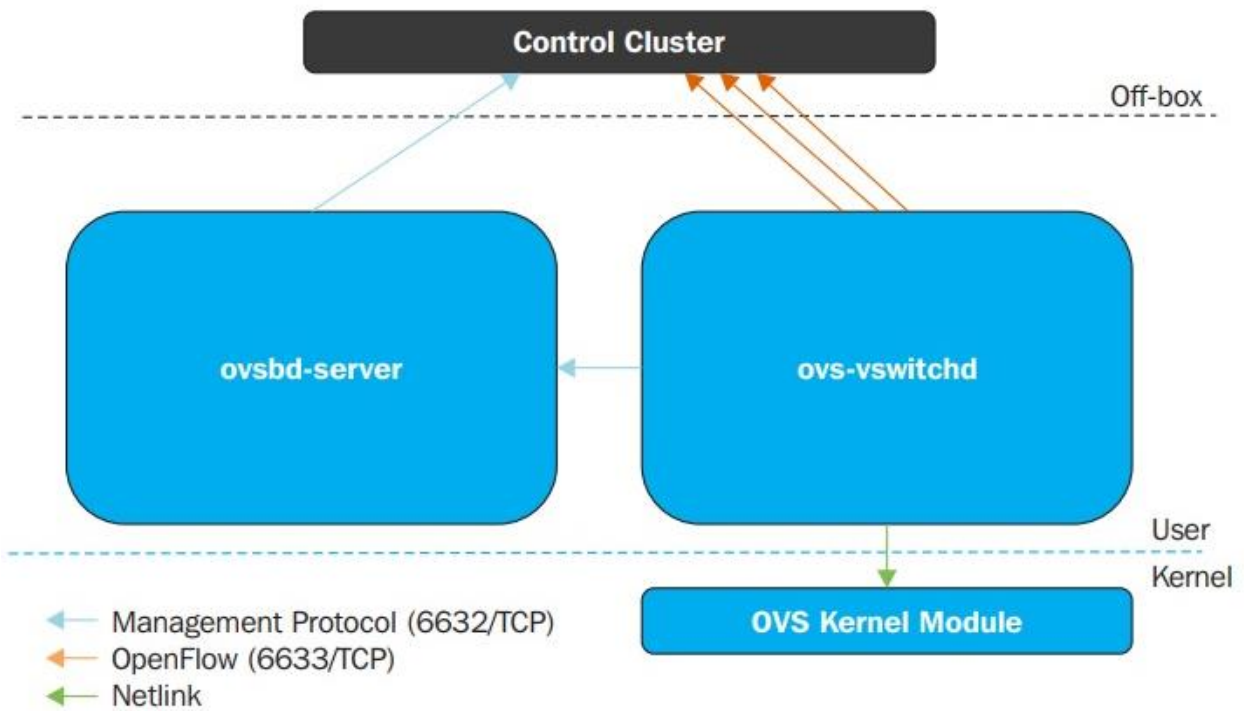 Control Cluster
Off-box
ovsbd-server
ovs-vswitchd
User
Kernel
OVS Kernel Module
Management Protocol (6632/TCP)
OpenFlow (6633/TCP)
Netlink